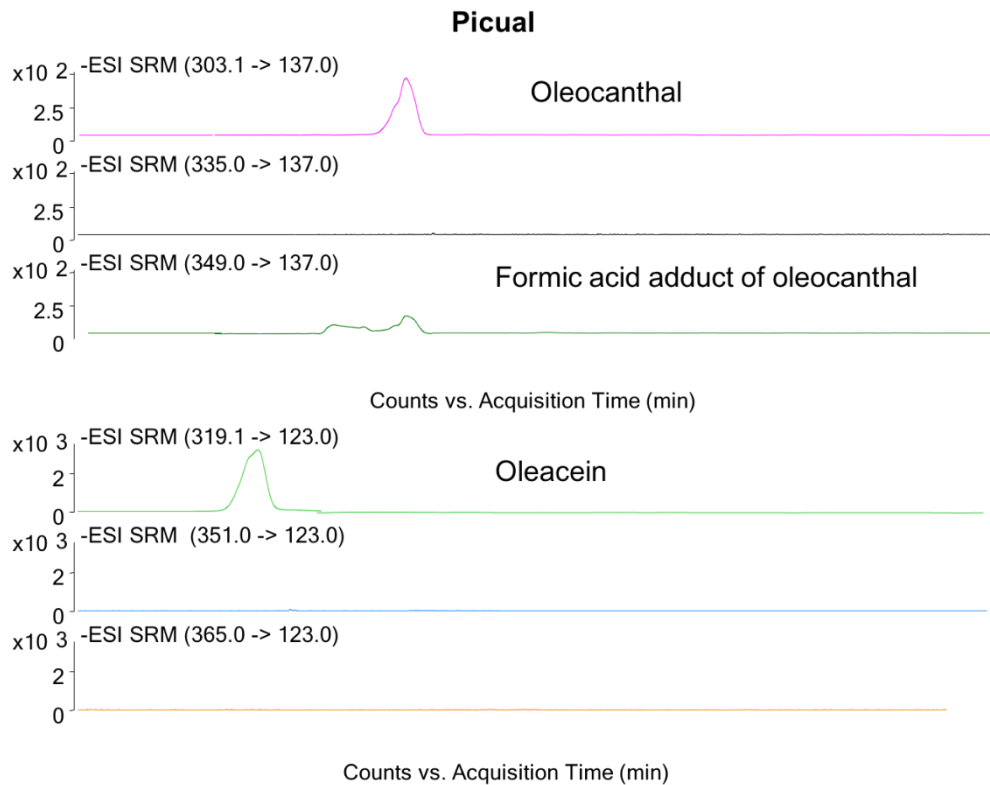 Picual
x10 2 -ESI SRM (303.1 -> 137.0)
Oleocanthal
2.5
0
x10 2 -ESI SRM (335.0 -> 137.0)
2.5
0
x10 2 -ESI SRM (349.0 -> 137.0)
Formic acid adduct of oleocanthal
2.5
0
Counts vs. Acquisition Time (min)
x10 3 -ESI SRM (319.1 -> 123.0)
Oleacein
2
0
x10 3 -ESI SRM (351.0 -> 123.0)
2
0
x10 3 -ESI SRM (365.0 -> 123.0)
2
0
Counts vs. Acquisition Time (min)